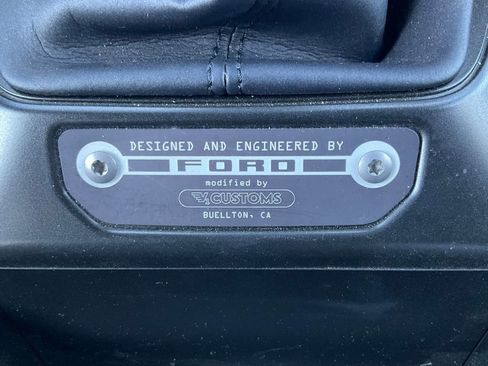 DESIGNED AND ENGINEERED BY
FORD
modified by
CUSTOMS
BUELLTON, CA